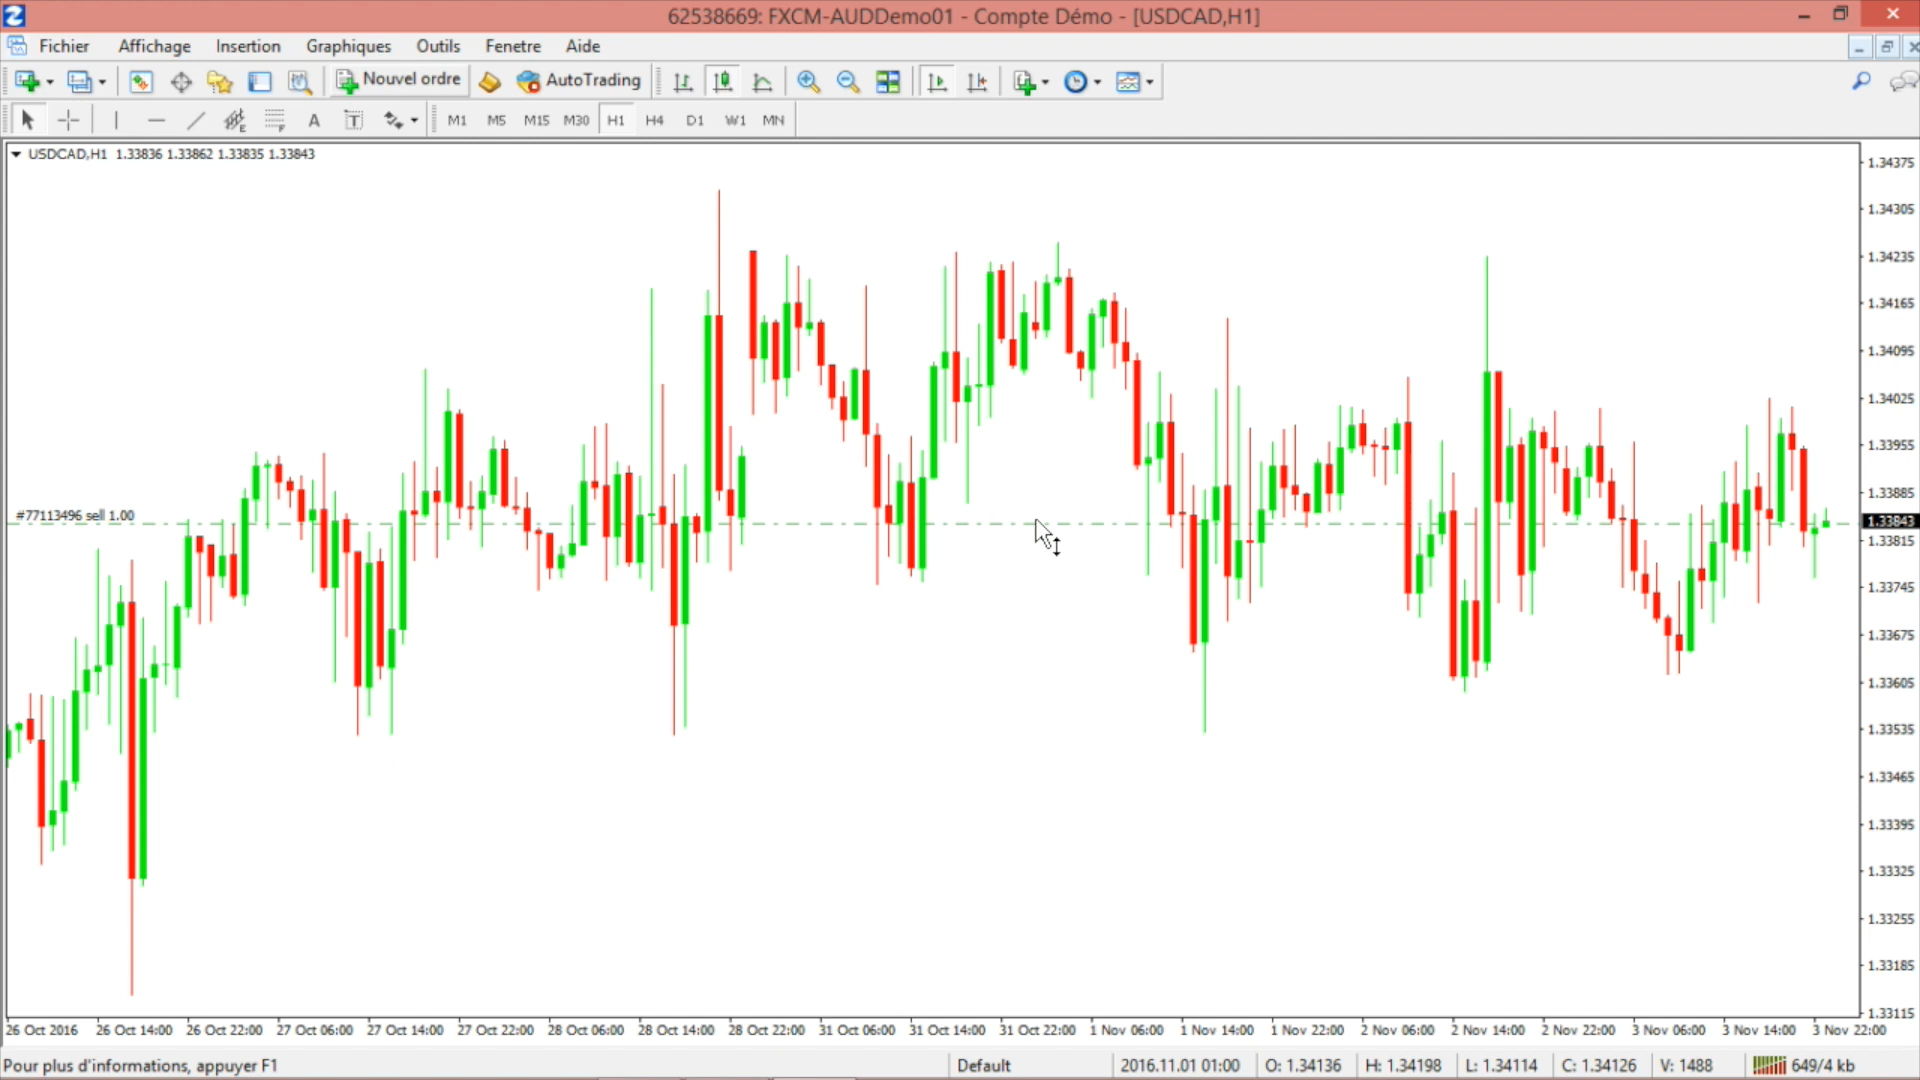 62538669: FXCM-AUDDemo01 - Compte Démo - [USDCAD,H1]
Fichier Affichage Insertion Graphiques Outils Fenetre Aide
Nouvel ordre AutoTrading
A T M1 M5 M15 M30 H1 H4 D1 W1 MN
USDCAD,H1 1.33836 1.33862 1.33835 1.33843
1.34375
1.34305
1.34235
1.34165
1.34095
1.34025
1.33955
1.33885
#77113496 sell 1.00
1.33843
1.33815
1.33745
1.33675
1.33605
1.33535
1.33465
1.33395
1.33325
1.33255
1.33185
1.33115
26 Oct 2016 26 Oct 14:00 26 Oct 22:00 27 Oct 06:00 27 Oct 14:00 27 Oct 22:00 28 Oct 06:00 28 Oct 14:00 28 Oct 22:00 31 Oct 06:00 31 Oct 14:00 31 Oct 22:00 1 Nov 06:00 1 Nov 14:00 1 Nov 22:00 2 Nov 06:00 2 Nov 14:00 2 Nov 22:00 3 Nov 06:00 3 Nov 14:00 3 Nov 22:00
Pour plus d'informations, appuyer F1 Default 2016.11.01 01:00 O: 1.34136 H: 1.34198 L: 1.34114 C: 1.34126 V: 1488 649/4 kb